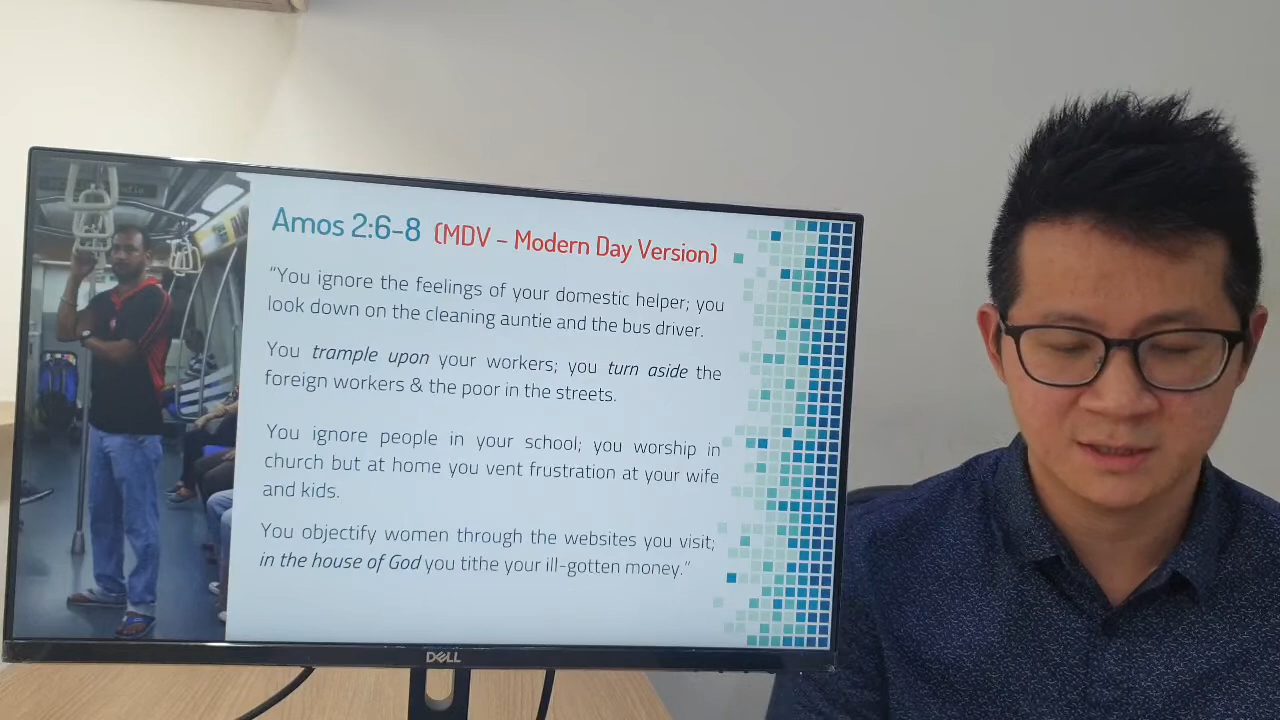 Amos 2:6-8 (MDV – Modern Day Version)
“You ignore the feelings of your domestic helper; you
look down on the cleaning auntie and the bus driver.
You trample upon your workers; you turn aside the
foreign workers & the poor in the streets.
You ignore people in your school; you worship in
church but at home you vent frustration at your wife
and kids.
You objectify women through the websites you visit;
in the house of God you tithe your ill-gotten money.”
DELL